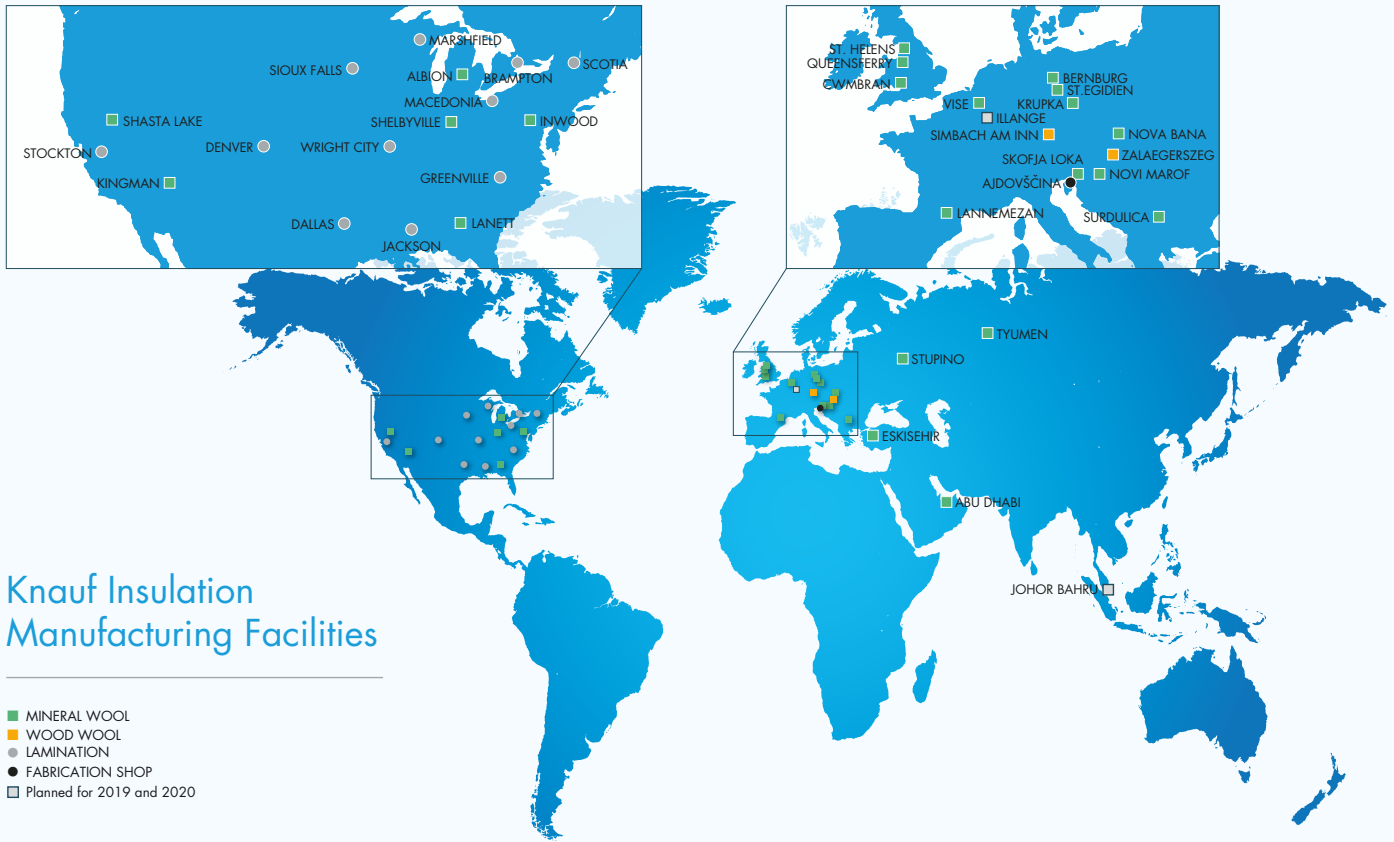 MARSHFIELD
SIOUX FALLS
ALBION
BRAMPTON
SCOTIA
MACEDONIA
SHASTA LAKE
SHELBYVILLE
INWOOD
STOCKTON
DENVER
WRIGHT CITY
KINGMAN
GREENVILLE
DALLAS
LANETT
JACKSON
ST. HELENS
QUEENSFERRY
CWMBRAN
BERNBURG
ST.EGIDIEN
VISE
KRUPKA
ILLANGE
SIMBACH AM INN
NOVA BANA
SKOFJA LOKA
ZALAEGERSZEG
AJDOVŠČINA
NOVI MAROF
LANNEMEZAN
SURDULICA
TYUMEN
STUPINO
ESKISEHIR
ABU DHABI
JOHOR BAHRU
Knauf Insulation
Manufacturing Facilities
MINERAL WOOL
WOOD WOOL
LAMINATION
FABRICATION SHOP
Planned for 2019 and 2020